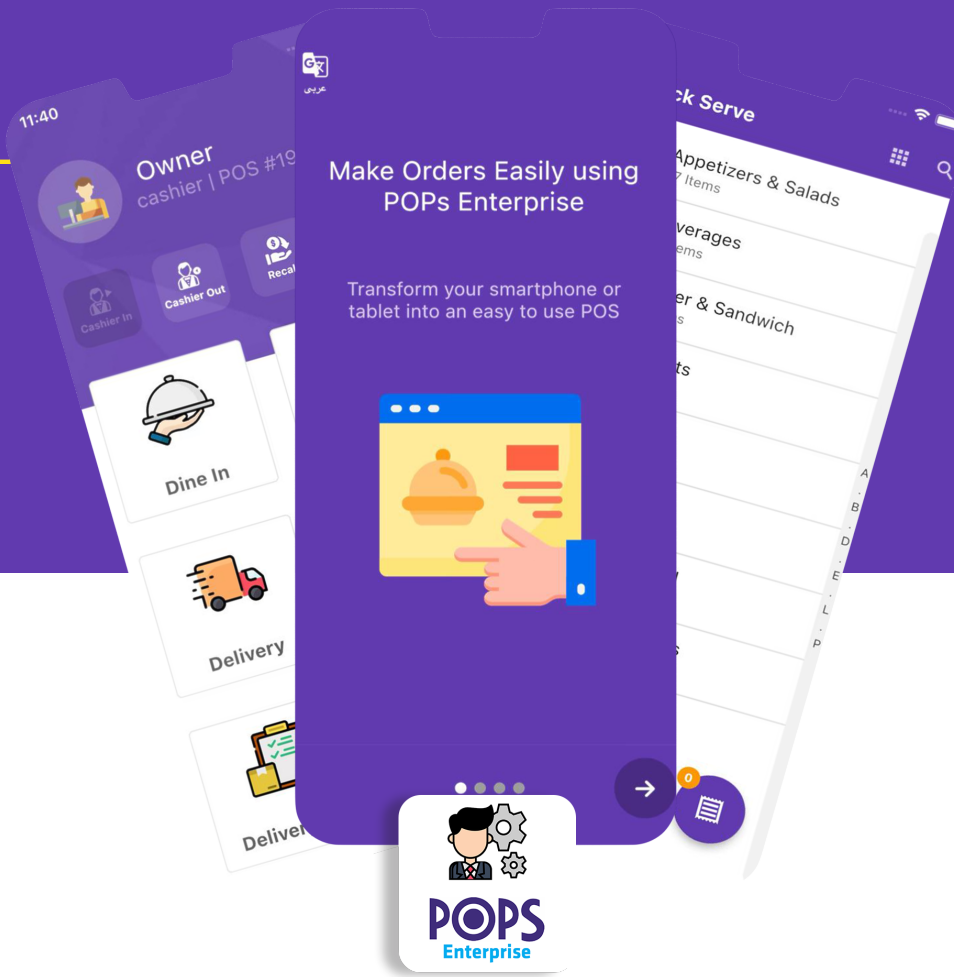 11:40
Owner
cashier | POS #19
Cashier In
Cashier Out
Recal
Dine In
Delivery
Deliver
عربي
Make Orders Easily using
POPs Enterprise
Transform your smartphone or
tablet into an easy to use POS
ck Serve
Appetizers & Salads
7 Items
verages
ems
er & Sandwich
s
ts
s
A
.
B
.
D
.
E
.
L
.
P
0
POPS
Enterprise